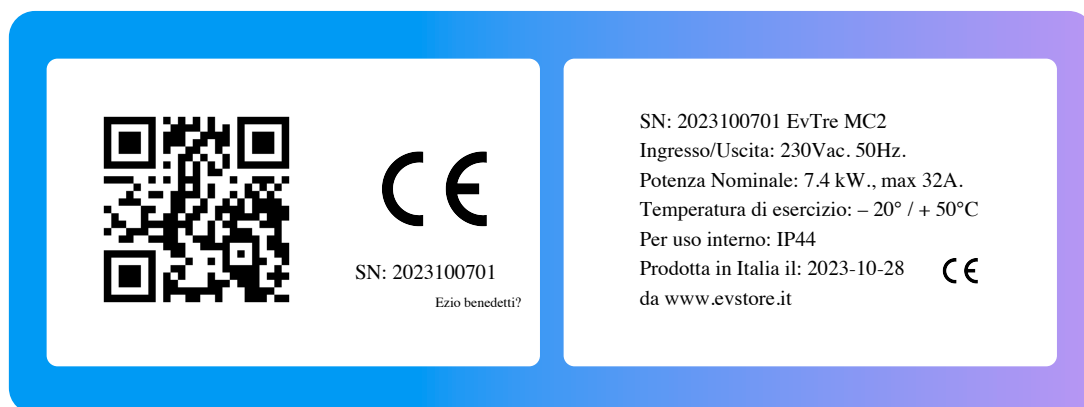 CE
SN: 2023100701
Ezio benedetti?
SN: 2023100701 EvTre MC2
Ingresso/Uscita: 230Vac. 50Hz.
Potenza Nominale: 7.4 kW., max 32A.
Temperatura di esercizio: – 20° / + 50°C
Per uso interno: IP44
Prodotta in Italia il: 2023-10-28 CE
da www.evstore.it